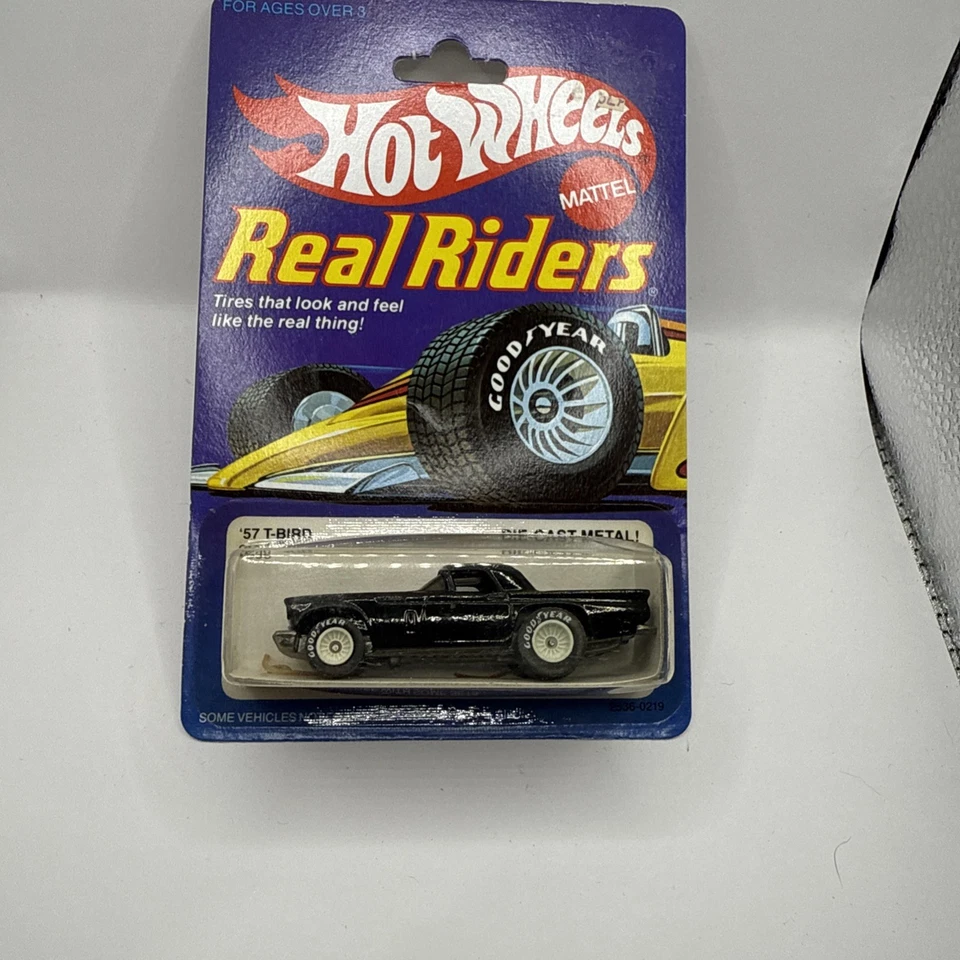 FOR AGES OVER 3
HOT WHEELS
MATTEL
Real Riders®
Tires that look and feel
like the real thing!
GOODYEAR
'57 T-BIRD
DIE-CAST METAL!
GOODYEAR
GOODYEAR
SOME VEHICLES
-0219